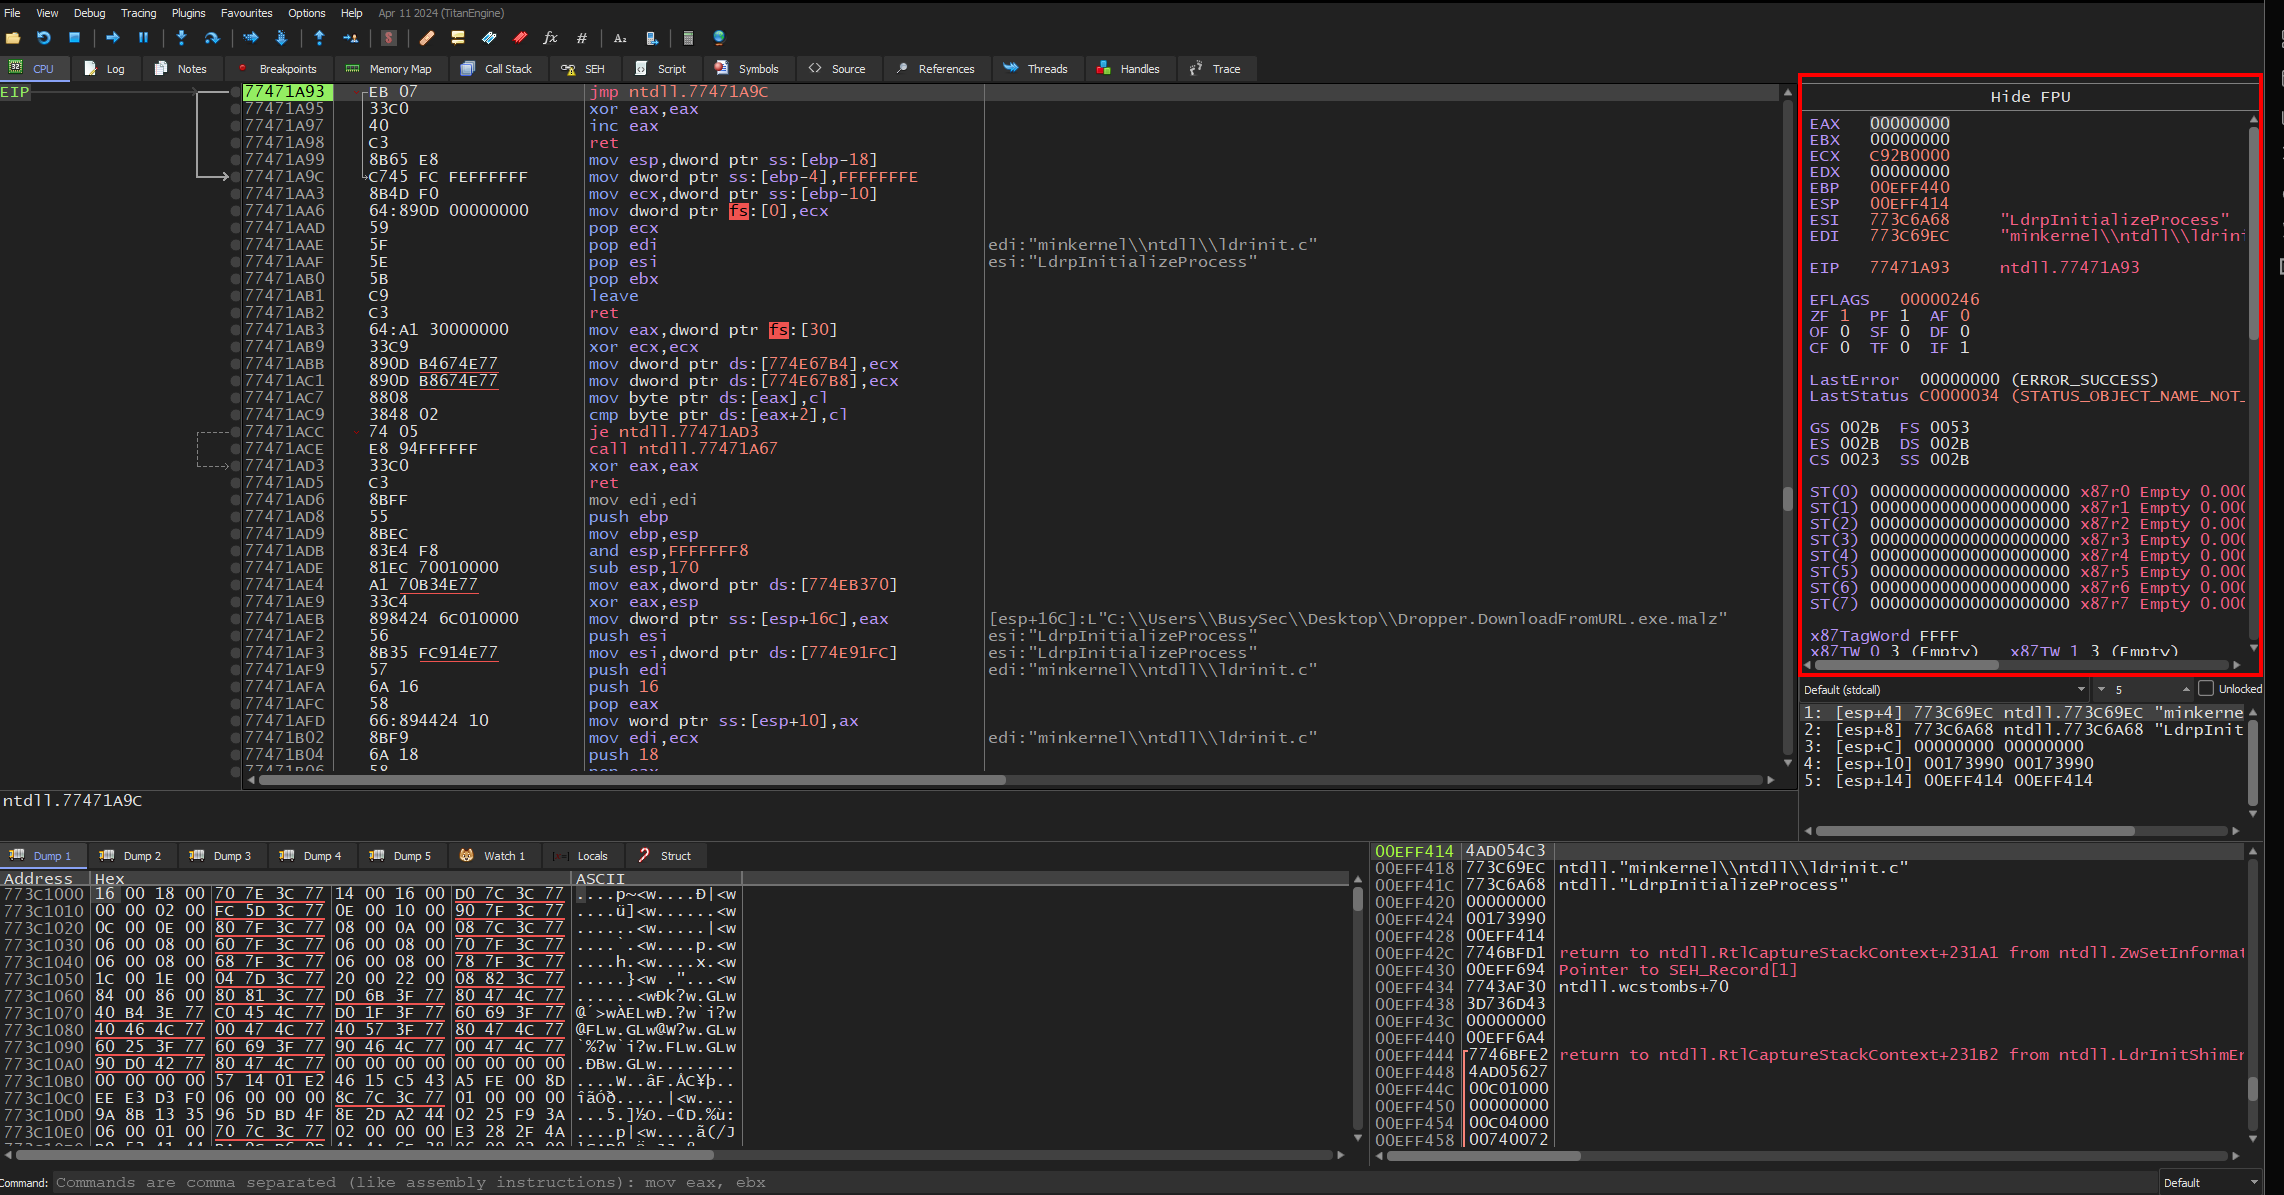 File View Debug Tracing Plugins Favourites Options Help Apr 11 2024 (TitanEngine)
CPU Log Notes Breakpoints Memory Map Call Stack SEH Script Symbols Source References Threads Handles Trace
EIP
77471A93 EB 07 jmp ntdll.77471A9C
77471A95 33C0 xor eax,eax
77471A97 40 inc eax
77471A98 C3 ret
77471A99 8B65 E8 mov esp,dword ptr ss:[ebp-18]
77471A9C C745 FC FEFFFFFF mov dword ptr ss:[ebp-4],FFFFFFFE
77471AA3 8B4D F0 mov ecx,dword ptr ss:[ebp-10]
77471AA6 64:890D 00000000 mov dword ptr fs:[0],ecx
77471AAD 59 pop ecx
77471AAE 5F pop edi edi:"minkernel\\ntdll\\ldrinit.c"
77471AAF 5E pop esi esi:"LdrpInitializeProcess"
77471AB0 5B pop ebx
77471AB1 C9 leave
77471AB2 C3 ret
77471AB3 64:A1 30000000 mov eax,dword ptr fs:[30]
77471AB9 33C9 xor ecx,ecx
77471ABB 890D B4674E77 mov dword ptr ds:[774E67B4],ecx
77471AC1 890D B8674E77 mov dword ptr ds:[774E67B8],ecx
77471AC7 8808 mov byte ptr ds:[eax],cl
77471AC9 3848 02 cmp byte ptr ds:[eax+2],cl
77471ACC 74 05 je ntdll.77471AD3
77471ACE E8 94FFFFFF call ntdll.77471A67
77471AD3 33C0 xor eax,eax
77471AD5 C3 ret
77471AD6 8BFF mov edi,edi
77471AD8 55 push ebp
77471AD9 8BEC mov ebp,esp
77471ADB 83E4 F8 and esp,FFFFFFF8
77471ADE 81EC 70010000 sub esp,170
77471AE4 A1 70B34E77 mov eax,dword ptr ds:[774EB370]
77471AE9 33C4 xor eax,esp
77471AEB 898424 6C010000 mov dword ptr ss:[esp+16C],eax [esp+16C]:L"C:\\Users\\BusySec\\Desktop\\Dropper.DownloadFromURL.exe.malz"
77471AF2 56 push esi esi:"LdrpInitializeProcess"
77471AF3 8B35 FC914E77 mov esi,dword ptr ds:[774E91FC] esi:"LdrpInitializeProcess"
77471AF9 57 push edi edi:"minkernel\\ntdll\\ldrinit.c"
77471AFA 6A 16 push 16
77471AFC 58 pop eax
77471AFD 66:894424 10 mov word ptr ss:[esp+10],ax
77471B02 8BF9 mov edi,ecx edi:"minkernel\\ntdll\\ldrinit.c"
77471B04 6A 18 push 18
77471B06 58 pop eax
ntdll.77471A9C
Hide FPU
EAX 00000000
EBX 00000000
ECX C92B0000
EDX 00000000
EBP 00EFF440
ESP 00EFF414
ESI 773C6A68 "LdrpInitializeProcess"
EDI 773C69EC "minkernel\\ntdll\\ldrini
EIP 77471A93 ntdll.77471A93
EFLAGS 00000246
ZF 1 PF 1 AF 0
OF 0 SF 0 DF 0
CF 0 TF 0 IF 1
LastError 00000000 (ERROR_SUCCESS)
LastStatus C0000034 (STATUS_OBJECT_NAME_NOT_
GS 002B FS 0053
ES 002B DS 002B
CS 0023 SS 002B
ST(0) 00000000000000000000 x87r0 Empty 0.000
ST(1) 00000000000000000000 x87r1 Empty 0.000
ST(2) 00000000000000000000 x87r2 Empty 0.000
ST(3) 00000000000000000000 x87r3 Empty 0.000
ST(4) 00000000000000000000 x87r4 Empty 0.000
ST(5) 00000000000000000000 x87r5 Empty 0.000
ST(6) 00000000000000000000 x87r6 Empty 0.000
ST(7) 00000000000000000000 x87r7 Empty 0.000
x87TagWord FFFF
x87TW_0 3 (Empty) x87TW_1 3 (Empty)
Default (stdcall) 5 Unlocked
1: [esp+4] 773C69EC ntdll.773C69EC "minkerne
2: [esp+8] 773C6A68 ntdll.773C6A68 "LdrpInit
3: [esp+C] 00000000 00000000
4: [esp+10] 00173990 00173990
5: [esp+14] 00EFF414 00EFF414
Dump 1 Dump 2 Dump 3 Dump 4 Dump 5 Watch 1 Locals Struct
Address Hex ASCII
773C1000 16 00 18 00 70 7E 3C 77 14 00 16 00 D0 7C 3C 77 ....p~<w....Ð|<w
773C1010 00 00 02 00 FC 5D 3C 77 0E 00 10 00 90 7F 3C 77 ....ü]<w......<w
773C1020 0C 00 0E 00 80 7F 3C 77 08 00 0A 00 08 7C 3C 77 ......<w.....|<w
773C1030 06 00 08 00 60 7F 3C 77 06 00 08 00 70 7F 3C 77 ....`.<w....p.<w
773C1040 06 00 08 00 68 7F 3C 77 06 00 08 00 78 7F 3C 77 ....h.<w....x.<w
773C1050 1C 00 1E 00 04 7D 3C 77 20 00 22 00 08 82 3C 77 .....}<w ."...<w
773C1060 84 00 86 00 80 81 3C 77 D0 6B 3F 77 80 47 4C 77 ......<wÐk?w.GLw
773C1070 40 B4 3E 77 C0 45 4C 77 D0 1F 3F 77 60 69 3F 77 @´>wÀELwÐ.?w`i?w
773C1080 40 46 4C 77 00 47 4C 77 40 57 3F 77 80 47 4C 77 @FLw.GLw@W?w.GLw
773C1090 60 25 3F 77 60 69 3F 77 90 46 4C 77 00 47 4C 77 `%?w`i?w.FLw.GLw
773C10A0 90 D0 42 77 80 47 4C 77 00 00 00 00 00 00 00 00 .ÐBw.GLw........
773C10B0 00 00 00 00 57 14 01 E2 46 15 C5 43 A5 FE 00 8D ....W..âF.ÅC¥þ..
773C10C0 EE E3 D3 F0 06 00 00 00 8C 7C 3C 77 01 00 00 00 îãÓð.....|<w....
773C10D0 9A 8B 13 35 96 5D BD 4F 8E 2D A2 44 02 25 F9 3A ...5.]½O.-¢D.%ù:
773C10E0 06 00 01 00 70 7C 3C 77 02 00 00 00 E3 28 2F 4A ....p|<w....ã(/J
00EFF414 4AD054C3
00EFF418 773C69EC ntdll."minkernel\\ntdll\\ldrinit.c"
00EFF41C 773C6A68 ntdll."LdrpInitializeProcess"
00EFF420 00000000
00EFF424 00173990
00EFF428 00EFF414
00EFF42C 7746BFD1 return to ntdll.RtlCaptureStackContext+231A1 from ntdll.ZwSetInformat
00EFF430 00EFF694 Pointer to SEH_Record[1]
00EFF434 7743AF30 ntdll.wcstombs+70
00EFF438 3D736D43
00EFF43C 00000000
00EFF440 00EFF6A4
00EFF444 7746BFE2 return to ntdll.RtlCaptureStackContext+231B2 from ntdll.LdrInitShimEn
00EFF448 4AD05627
00EFF44C 00C01000
00EFF450 00000000
00EFF454 00C04000
00EFF458 00740072
Command: Commands are comma separated (like assembly instructions): mov eax, ebx Default